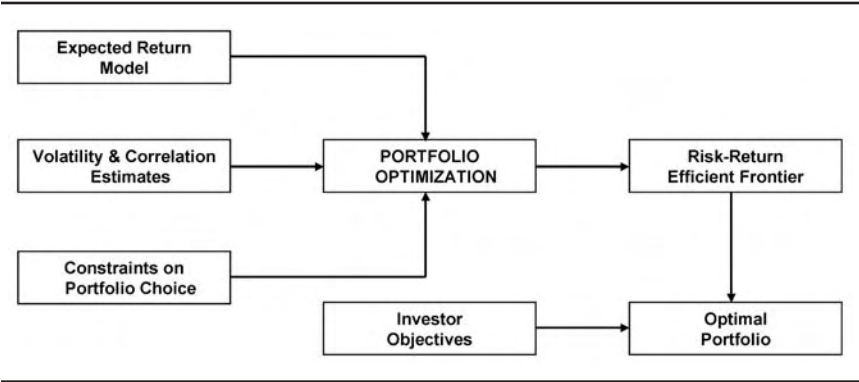 Expected Return
Model
Volatility & Correlation
Estimates
PORTFOLIO
OPTIMIZATION
Risk-Return
Efficient Frontier
Constraints on
Portfolio Choice
Investor
Objectives
Optimal
Portfolio